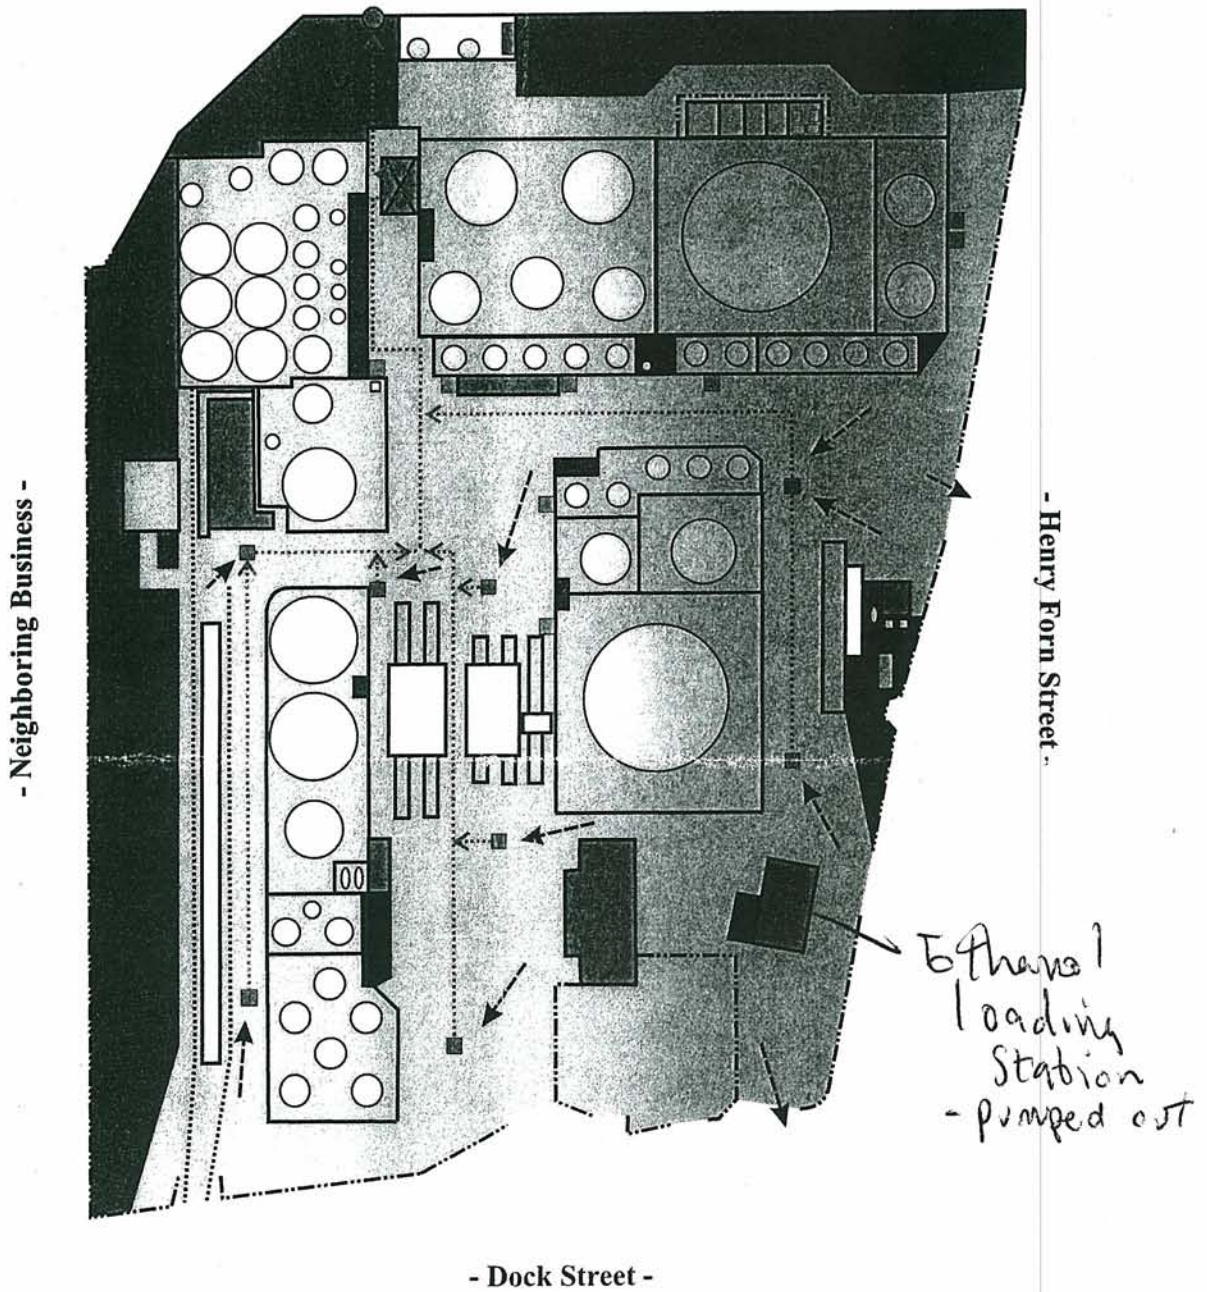 - Neighboring Business -
- Henry Forn Street -
Ethanol
loading
Station
- pumped out
- Dock Street -